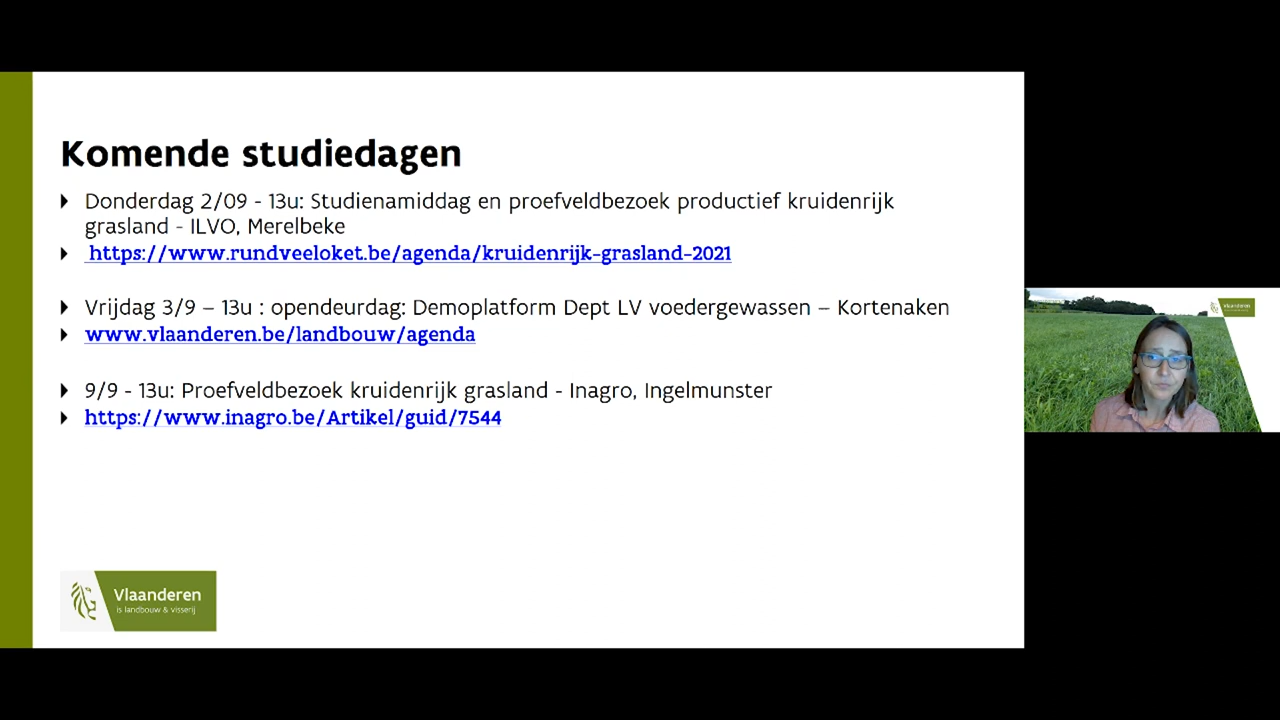 Komende studiedagen
Donderdag 2/09 - 13u: Studienamiddag en proefveldbezoek productief kruidenrijk
grasland - ILVO, Merelbeke
https://www.rundveeloket.be/agenda/kruidenrijk-grasland-2021
Vrijdag 3/9 – 13u : opendeurdag: Demoplatform Dept LV voedergewassen – Kortenaken
www.vlaanderen.be/landbouw/agenda
9/9 - 13u: Proefveldbezoek kruidenrijk grasland - Inagro, Ingelmunster
https://www.inagro.be/Artikel/guid/7544
Vlaanderen
is landbouw & visserij
Vlaanderen